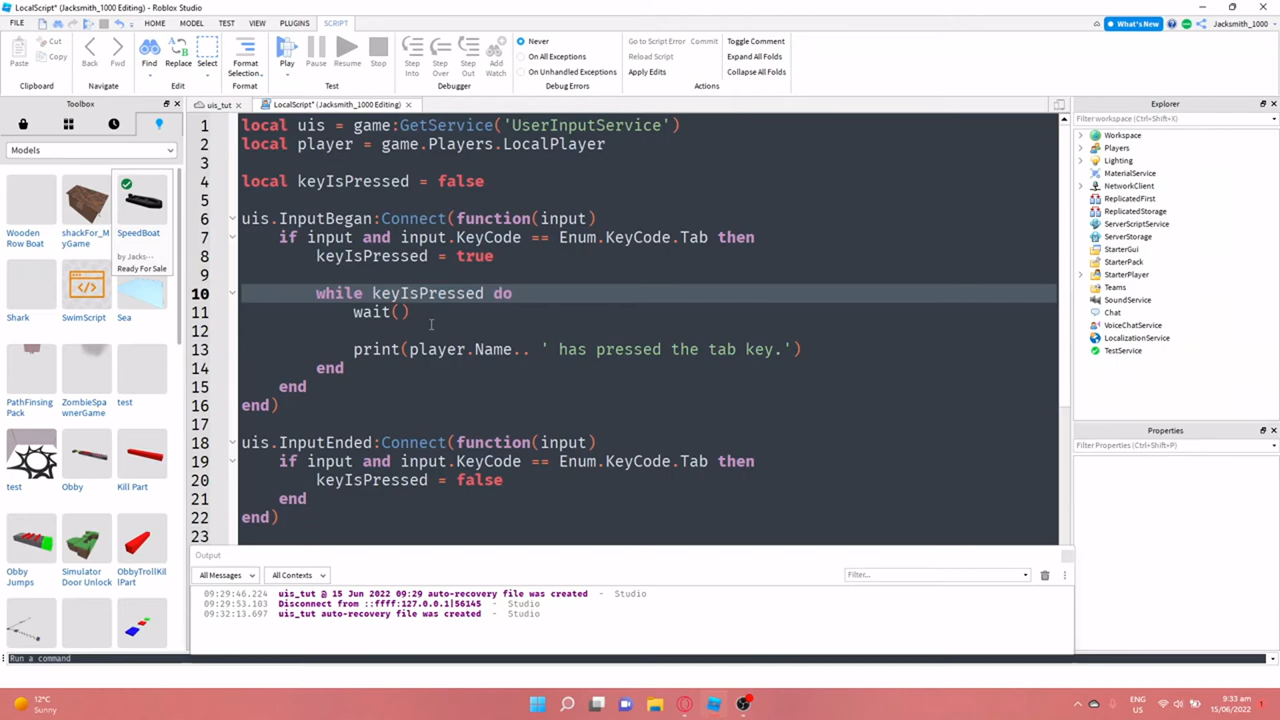 LocalScript* (Jacksmith_1000 Editing) - Roblox Studio
FILE
HOME MODEL TEST VIEW PLUGINS SCRIPT
What's New
Jacksmith_1000
Paste
Cut
Copy
Clipboard
Back
Fwd
Navigate
Find
Replace
Select
Edit
Format
Selection
Format
Play
Pause
Resume
Stop
Test
Step
Into
Step
Over
Step
Out
Add
Watch
Debugger
Never
On All Exceptions
On Unhandled Exceptions
Debug Errors
Go to Script Error
Commit
Reload Script
Apply Edits
Toggle Comment
Expand All Folds
Collapse All Folds
Actions
Toolbox
Models
Wooden
Row Boat
shackFor_M
yGame
SpeedBoat
by Jacks···
Ready For Sale
Shark
SwimScript
Sea
PathFinsing
Pack
ZombieSpa
wnerGame
test
test
Obby
Kill Part
Obby
Jumps
Simulator
Door Unlock
ObbyTrollKil
lPart
uis_tut
LocalScript* (Jacksmith_1000 Editing)
1 local uis = game:GetService('UserInputService')
2 local player = game.Players.LocalPlayer
3
4 local keyIsPressed = false
5
6 uis.InputBegan:Connect(function(input)
7 if input and input.KeyCode == Enum.KeyCode.Tab then
8 keyIsPressed = true
9
10 while keyIsPressed do
11 wait()
12
13 print(player.Name.. ' has pressed the tab key.')
14 end
15 end
16 end)
17
18 uis.InputEnded:Connect(function(input)
19 if input and input.KeyCode == Enum.KeyCode.Tab then
20 keyIsPressed = false
21 end
22 end)
23
Output
All Messages
All Contexts
Filter...
09:29:46.224 uis_tut @ 15 Jun 2022 09:29 auto-recovery file was created - Studio
09:29:53.103 Disconnect from ::ffff:127.0.0.1|56145 - Studio
09:32:13.697 uis_tut auto-recovery file was created - Studio
Explorer
Filter workspace (Ctrl+Shift+X)
Workspace
Players
Lighting
MaterialService
NetworkClient
ReplicatedFirst
ReplicatedStorage
ServerScriptService
ServerStorage
StarterGui
StarterPack
StarterPlayer
Teams
SoundService
Chat
VoiceChatService
LocalizationService
TestService
Properties
Filter Properties (Ctrl+Shift+P)
Run a command
12°C
Sunny
ENG
US
9:33 am
15/06/2022
1